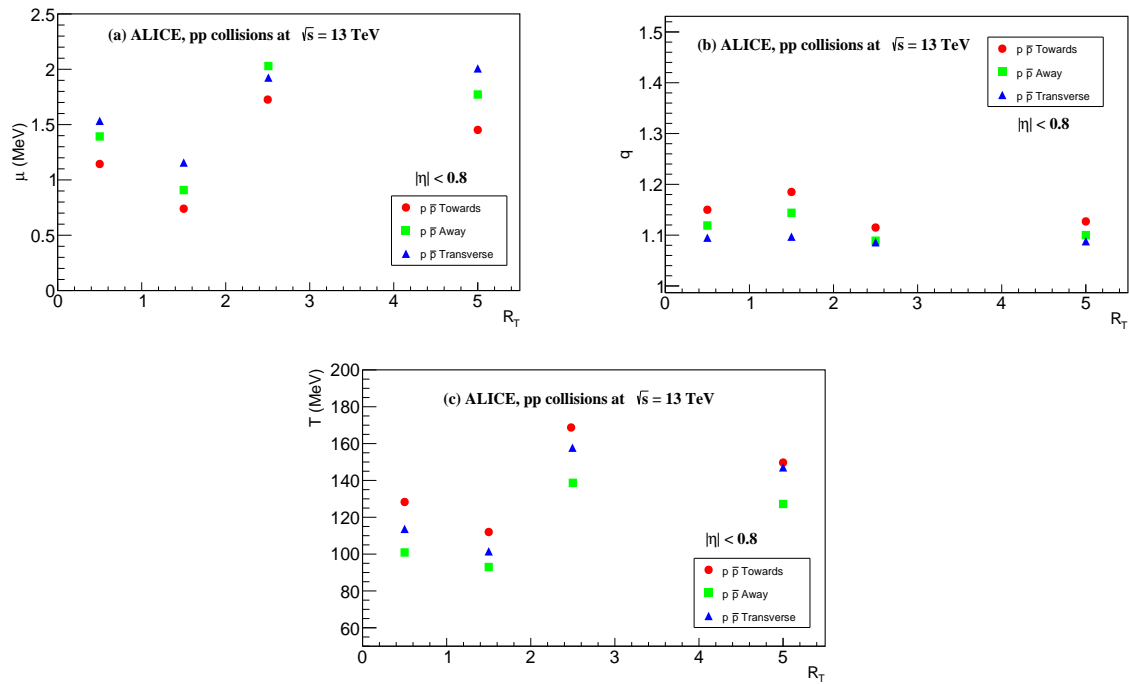 (a) ALICE, pp collisions at √s = 13 TeV
μ (MeV)
2.5
2
1.5
1
0.5
0
|η| < 0.8
p p̅ Towards
p p̅ Away
p p̅ Transverse
0 1 2 3 4 5
R_T
(b) ALICE, pp collisions at √s = 13 TeV
q
1.5
1.4
1.3
1.2
1.1
1
p p̅ Towards
p p̅ Away
p p̅ Transverse
|η| < 0.8
0 1 2 3 4 5
R_T
(c) ALICE, pp collisions at √s = 13 TeV
T (MeV)
200
180
160
140
120
100
80
60
|η| < 0.8
p p̅ Towards
p p̅ Away
p p̅ Transverse
0 1 2 3 4 5
R_T